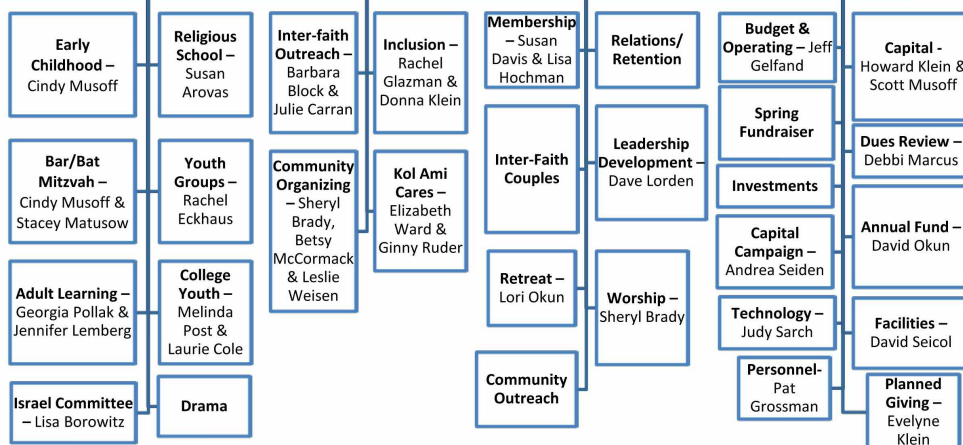 Early
Childhood –
Cindy Musoff
Religious
School –
Susan
Arovas
Bar/Bat
Mitzvah –
Cindy Musoff &
Stacey Matusow
Youth
Groups –
Rachel
Eckhaus
Adult Learning –
Georgia Pollak &
Jennifer Lemberg
College
Youth –
Melinda
Post &
Laurie Cole
Israel Committee
– Lisa Borowitz
Drama
Inter-faith
Outreach –
Barbara
Block &
Julie Carran
Inclusion –
Rachel
Glazman &
Donna Klein
Community
Organizing
– Sheryl
Brady,
Betsy
McCormack
& Leslie
Weisen
Kol Ami
Cares –
Elizabeth
Ward &
Ginny Ruder
Membership
– Susan
Davis & Lisa
Hochman
Relations/
Retention
Inter-Faith
Couples
Leadership
Development –
Dave Lorden
Retreat –
Lori Okun
Worship –
Sheryl Brady
Community
Outreach
Budget &
Operating – Jeff
Gelfand
Capital -
Howard Klein &
Scott Musoff
Spring
Fundraiser
Dues Review –
Debbi Marcus
Investments
Annual Fund –
David Okun
Capital
Campaign –
Andrea Seiden
Technology –
Judy Sarch
Facilities –
David Seicol
Personnel-
Pat
Grossman
Planned
Giving –
Evelyne
Klein